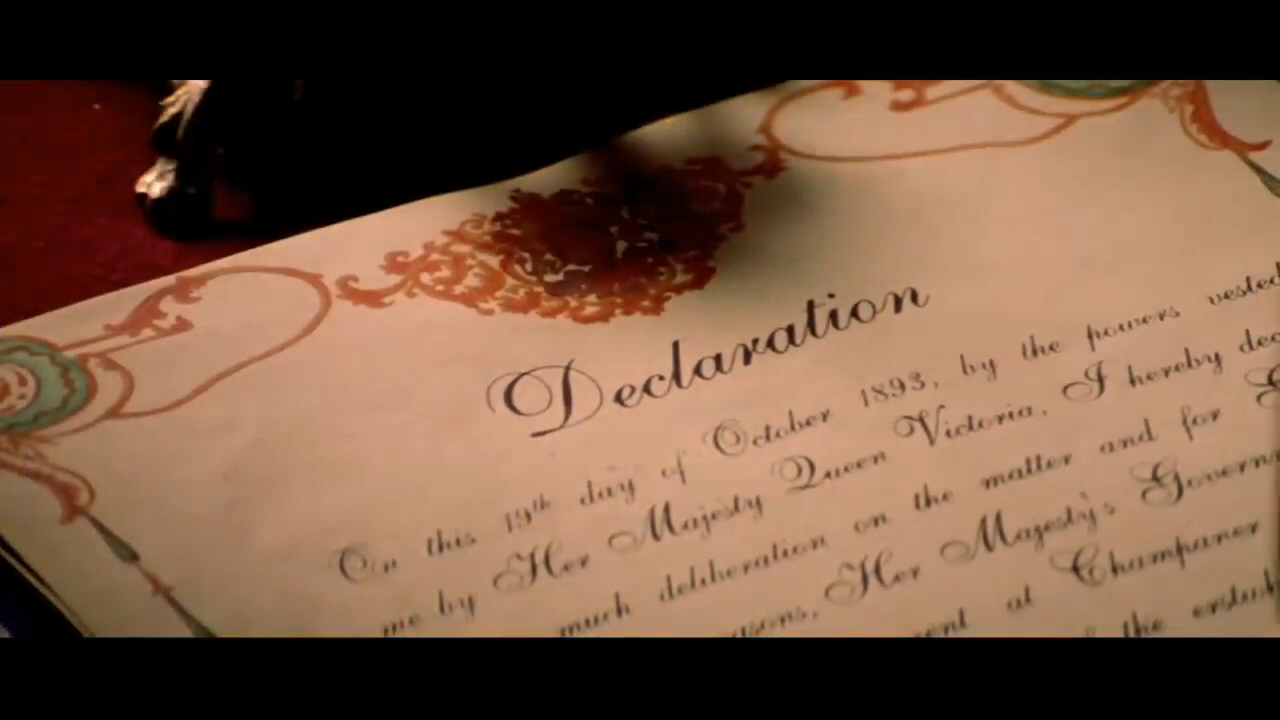 Declaration
On this 19th day of October 1893, by the powers vested
me by Her Majesty Queen Victoria, I hereby
much deliberation on the matter and for
Her Majesty's
at Champaner
the